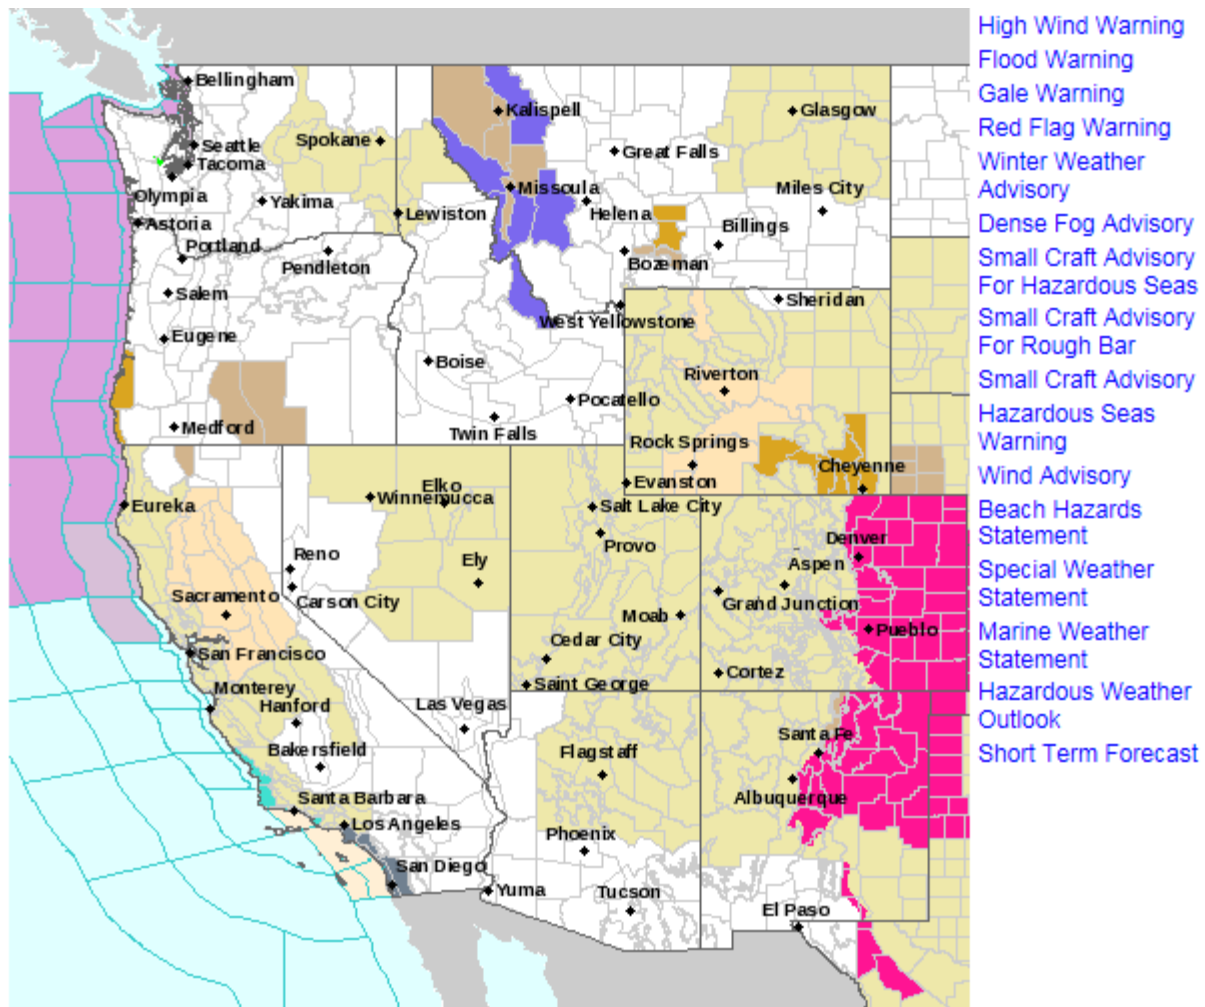 High Wind Warning
Flood Warning
Gale Warning
Red Flag Warning
Winter Weather
Advisory
Dense Fog Advisory
Small Craft Advisory
For Hazardous Seas
Small Craft Advisory
For Rough Bar
Small Craft Advisory
Hazardous Seas
Warning
Wind Advisory
Beach Hazards
Statement
Special Weather
Statement
Marine Weather
Statement
Hazardous Weather
Outlook
Short Term Forecast
Bellingham
Kalispell
Glasgow
Spokane
Seattle
Great Falls
Tacoma
Missoula
Miles City
Olympia
Yakima
Lewiston
Helena
Astoria
Billings
Portland
Pendleton
Bozeman
Salem
Sheridan
West Yellowstone
Eugene
Boise
Riverton
Pocatello
Medford
Twin Falls
Rock Springs
Cheyenne
Evanston
Elko
Winnemucca
Eureka
Salt Lake City
Denver
Provo
Reno
Ely
Aspen
Sacramento
Carson City
Grand Junction
Moab
Pueblo
Cedar City
San Francisco
Cortez
Saint George
Monterey
Hanford
Las Vegas
Santa Fe
Bakersfield
Flagstaff
Albuquerque
Santa Barbara
Los Angeles
Phoenix
San Diego
Yuma
Tucson
El Paso